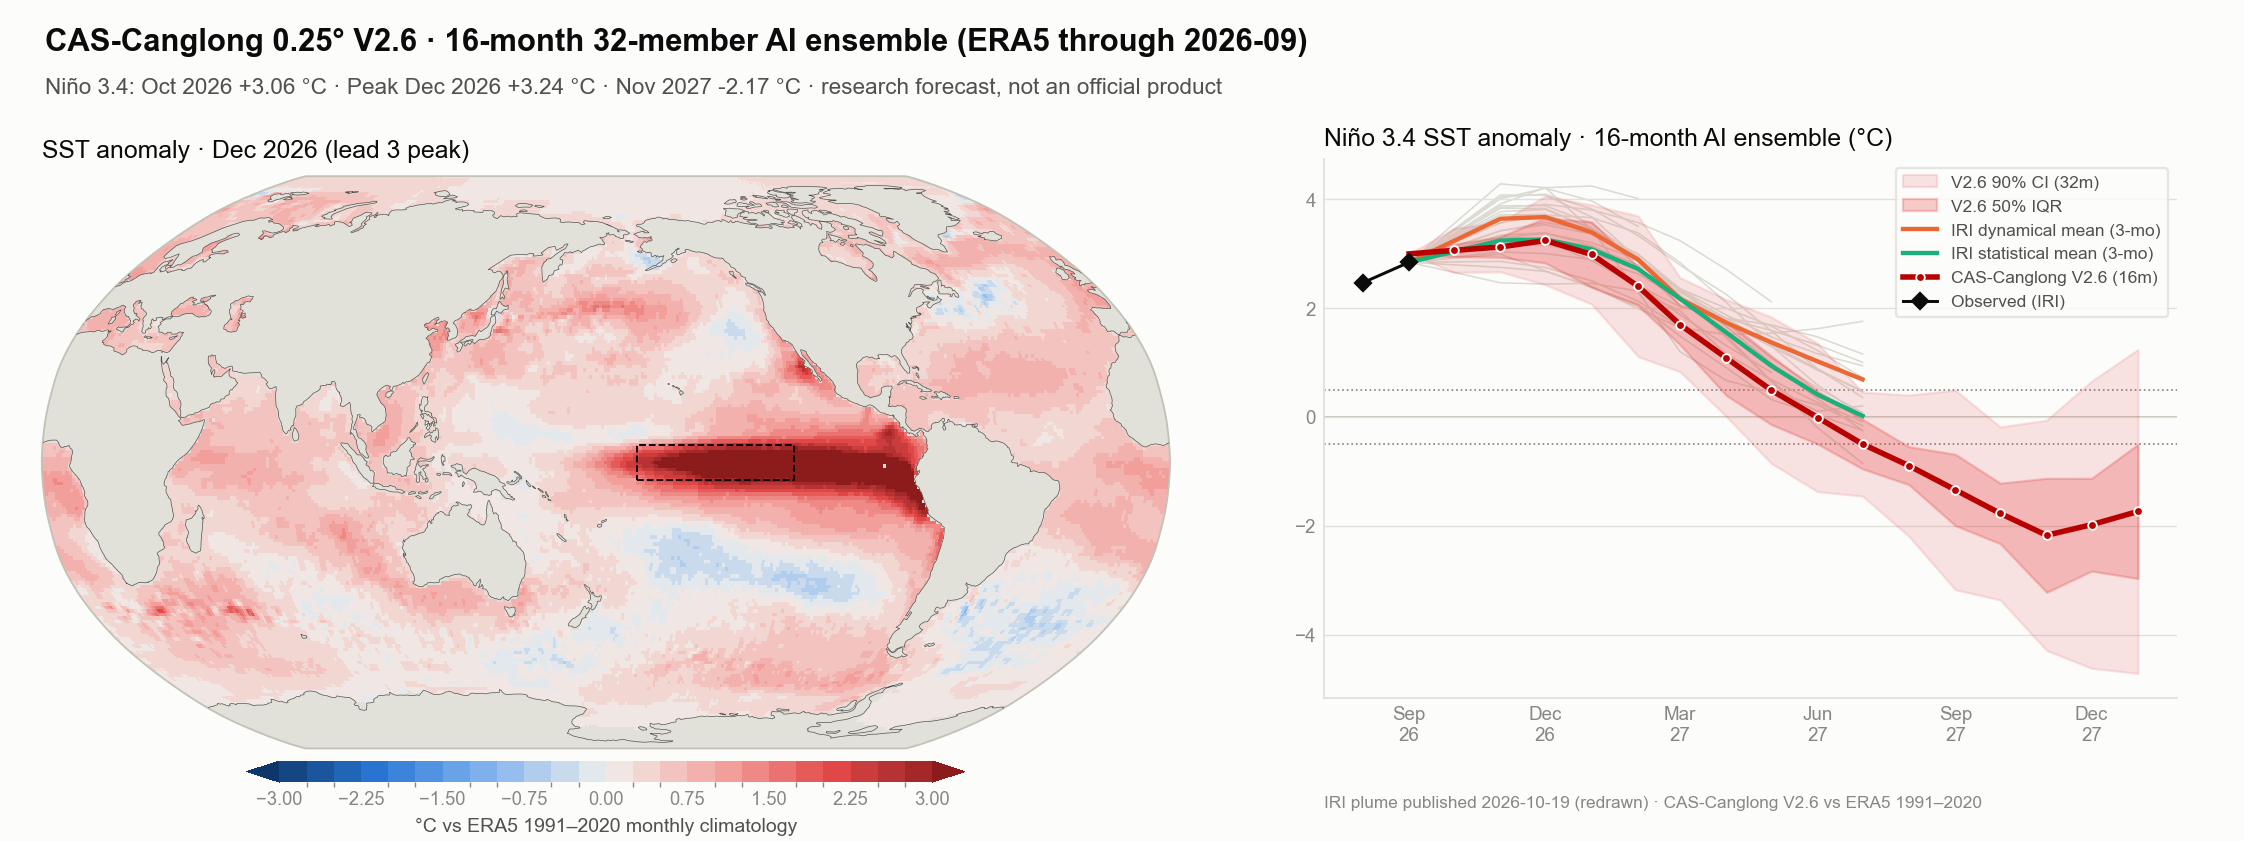 CAS-Canglong 0.25° V2.6 · 16-month 32-member AI ensemble (ERA5 through 2026-09)
Niño 3.4: Oct 2026 +3.06 °C · Peak Dec 2026 +3.24 °C · Nov 2027 -2.17 °C · research forecast, not an official product
SST anomaly · Dec 2026 (lead 3 peak)
−3.00 −2.25 −1.50 −0.75 0.00 0.75 1.50 2.25 3.00
°C vs ERA5 1991–2020 monthly climatology
Niño 3.4 SST anomaly · 16-month AI ensemble (°C)
V2.6 90% CI (32m)
V2.6 50% IQR
IRI dynamical mean (3-mo)
IRI statistical mean (3-mo)
CAS-Canglong V2.6 (16m)
Observed (IRI)
4
2
0
−2
−4
Sep Dec Mar Jun Sep Dec
26 26 27 27 27 27
IRI plume published 2026-10-19 (redrawn) · CAS-Canglong V2.6 vs ERA5 1991–2020